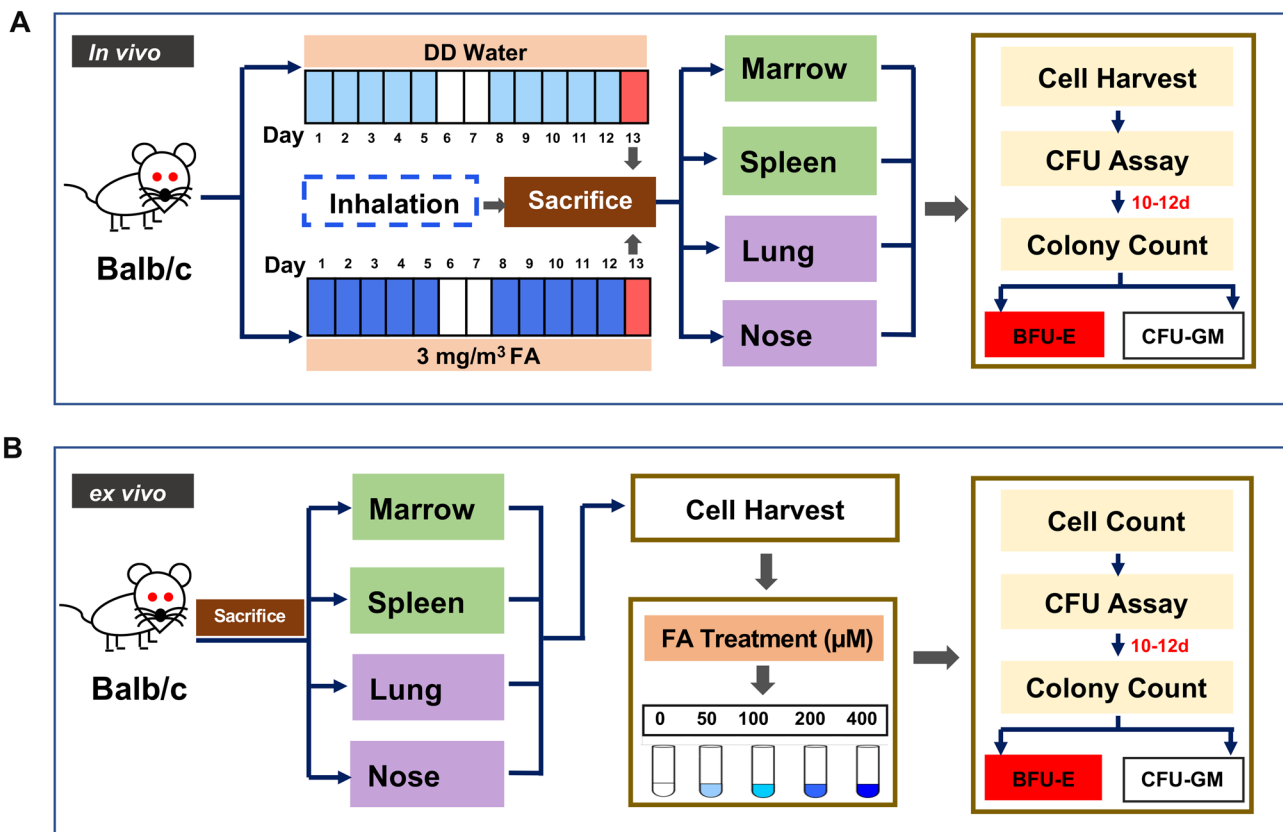 A
In vivo
DD Water
Day 1 2 3 4 5 6 7 8 9 10 11 12 13
Inhalation
Sacrifice
Balb/c
Day 1 2 3 4 5 6 7 8 9 10 11 12 13
3 mg/m³ FA
Marrow
Spleen
Lung
Nose
Cell Harvest
CFU Assay
10-12d
Colony Count
BFU-E
CFU-GM
B
ex vivo
Balb/c
Sacrifice
Marrow
Spleen
Lung
Nose
Cell Harvest
FA Treatment (μM)
0 50 100 200 400
Cell Count
CFU Assay
10-12d
Colony Count
BFU-E
CFU-GM